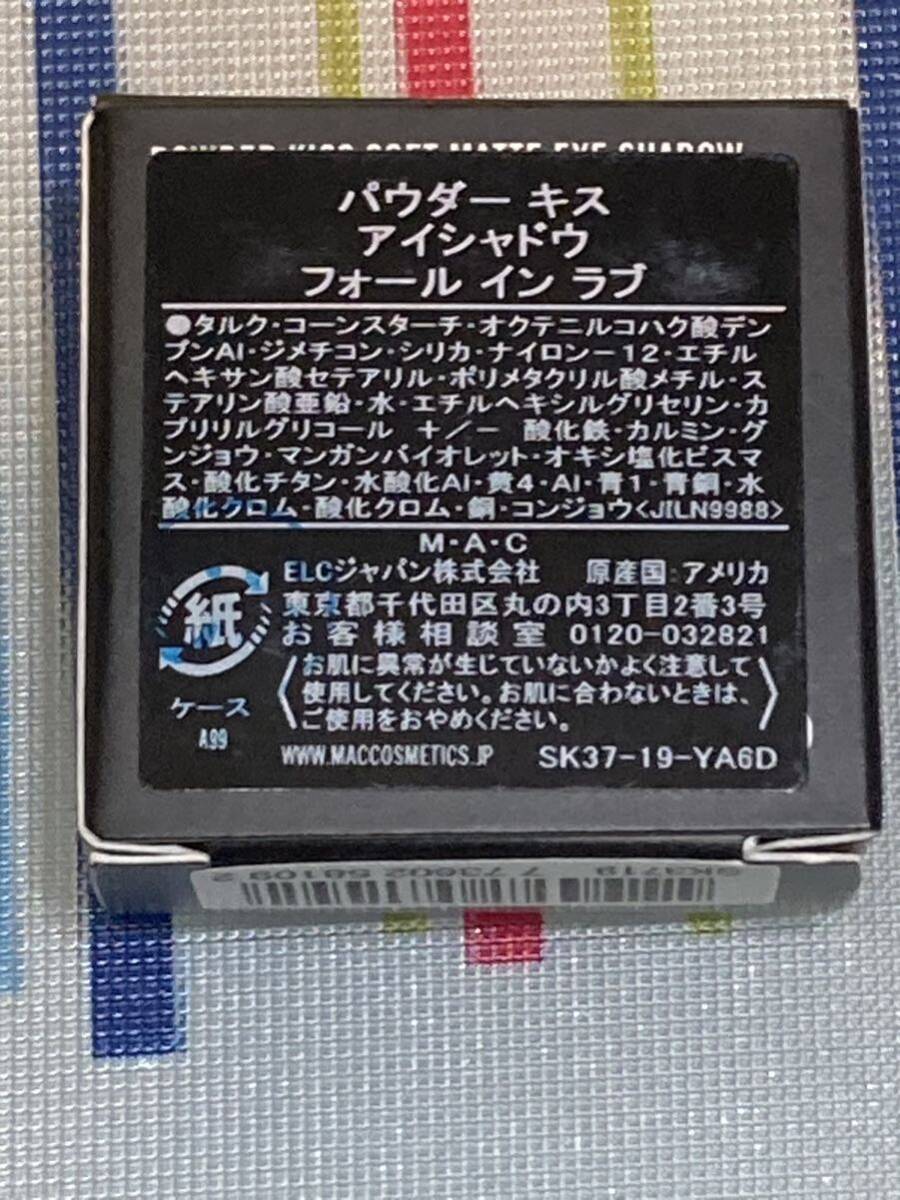 POWDER KISS SOFT MATTE EYE SHADOW
パウダー キス
アイシャドウ
フォール イン ラブ
●タルク・コーンスターチ・オクテニルコハク酸デン
プンAl・ジメチコン・シリカ・ナイロン－12・エチル
ヘキサン酸セテアリル・ポリメタクリル酸メチル・ス
テアリン酸亜鉛・水・エチルヘキシルグリセリン・カ
プリリルグリコール +/－ 酸化鉄・カルミン・グ
ンジョウ・マンガンバイオレット・オキシ塩化ビスマ
ス・酸化チタン・水酸化Al・黄4・Al・青1・青銅・水
酸化クロム・酸化クロム・銅・コンジョウ<JILN9988>
M・A・C
ELCジャパン株式会社 原産国:アメリカ
東京都千代田区丸の内3丁目2番3号
お客様相談室 0120-032821
紙
ケース
A99
お肌に異常が生じていないかよく注意して
使用してください。お肌に合わないときは、
ご使用をおやめください。
WWW.MACCOSMETICS.JP SK37-19-YA6D
SK3719 7 73602 58109 2